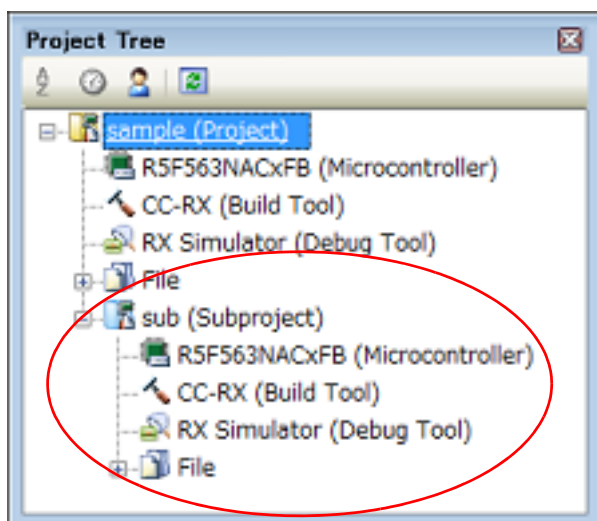 Project Tree
A
Z
sample (Project)
R5F563NACxFB (Microcontroller)
CC-RX (Build Tool)
RX Simulator (Debug Tool)
File
sub (Subproject)
R5F563NACxFB (Microcontroller)
CC-RX (Build Tool)
RX Simulator (Debug Tool)
File